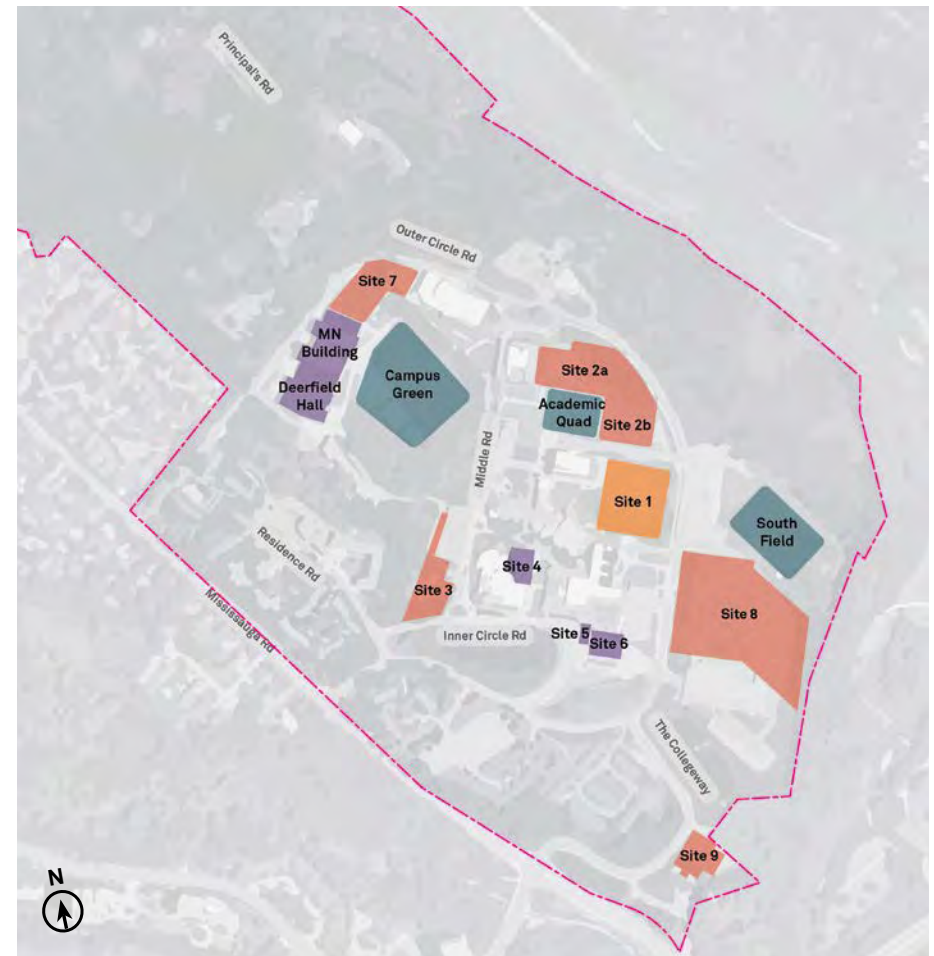 Principal's Rd
Outer Circle Rd
Site 7
MN
Building
Deerfield
Hall
Campus
Green
Site 2a
Academic
Quad
Site 2b
Middle Rd
Site 1
South
Field
Residence Rd
Site 4
Site 3
Mississauga Rd
Inner Circle Rd
Site 5
Site 6
Site 8
The Collegeway
Site 9
N